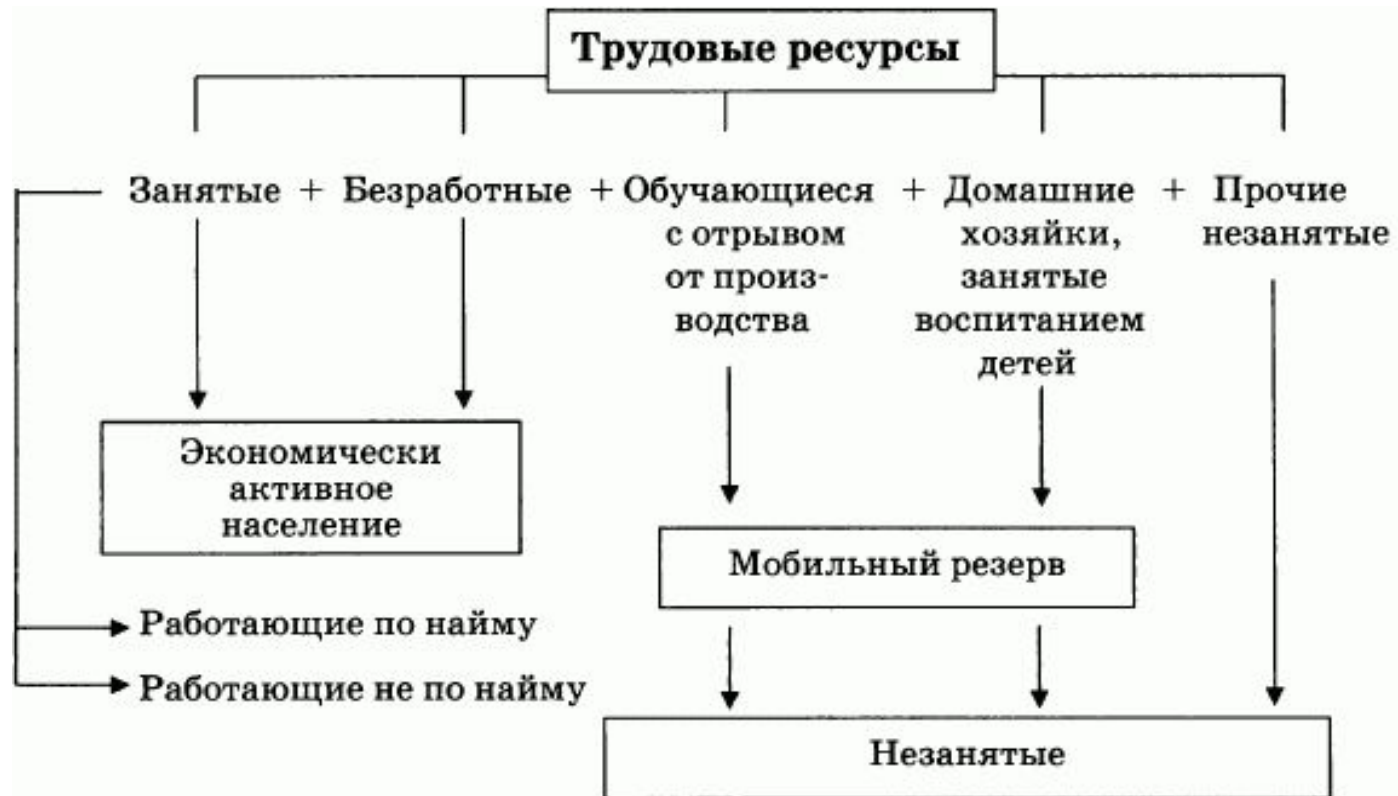 Трудовые ресурсы
Занятые + Безработные + Обучающиеся + Домашние + Прочие
с отрывом хозяйки, незанятые
от произ- занятые
водства воспитанием
детей
Экономически
активное
население
Мобильный резерв
Работающие по найму
Работающие не по найму
Незанятые